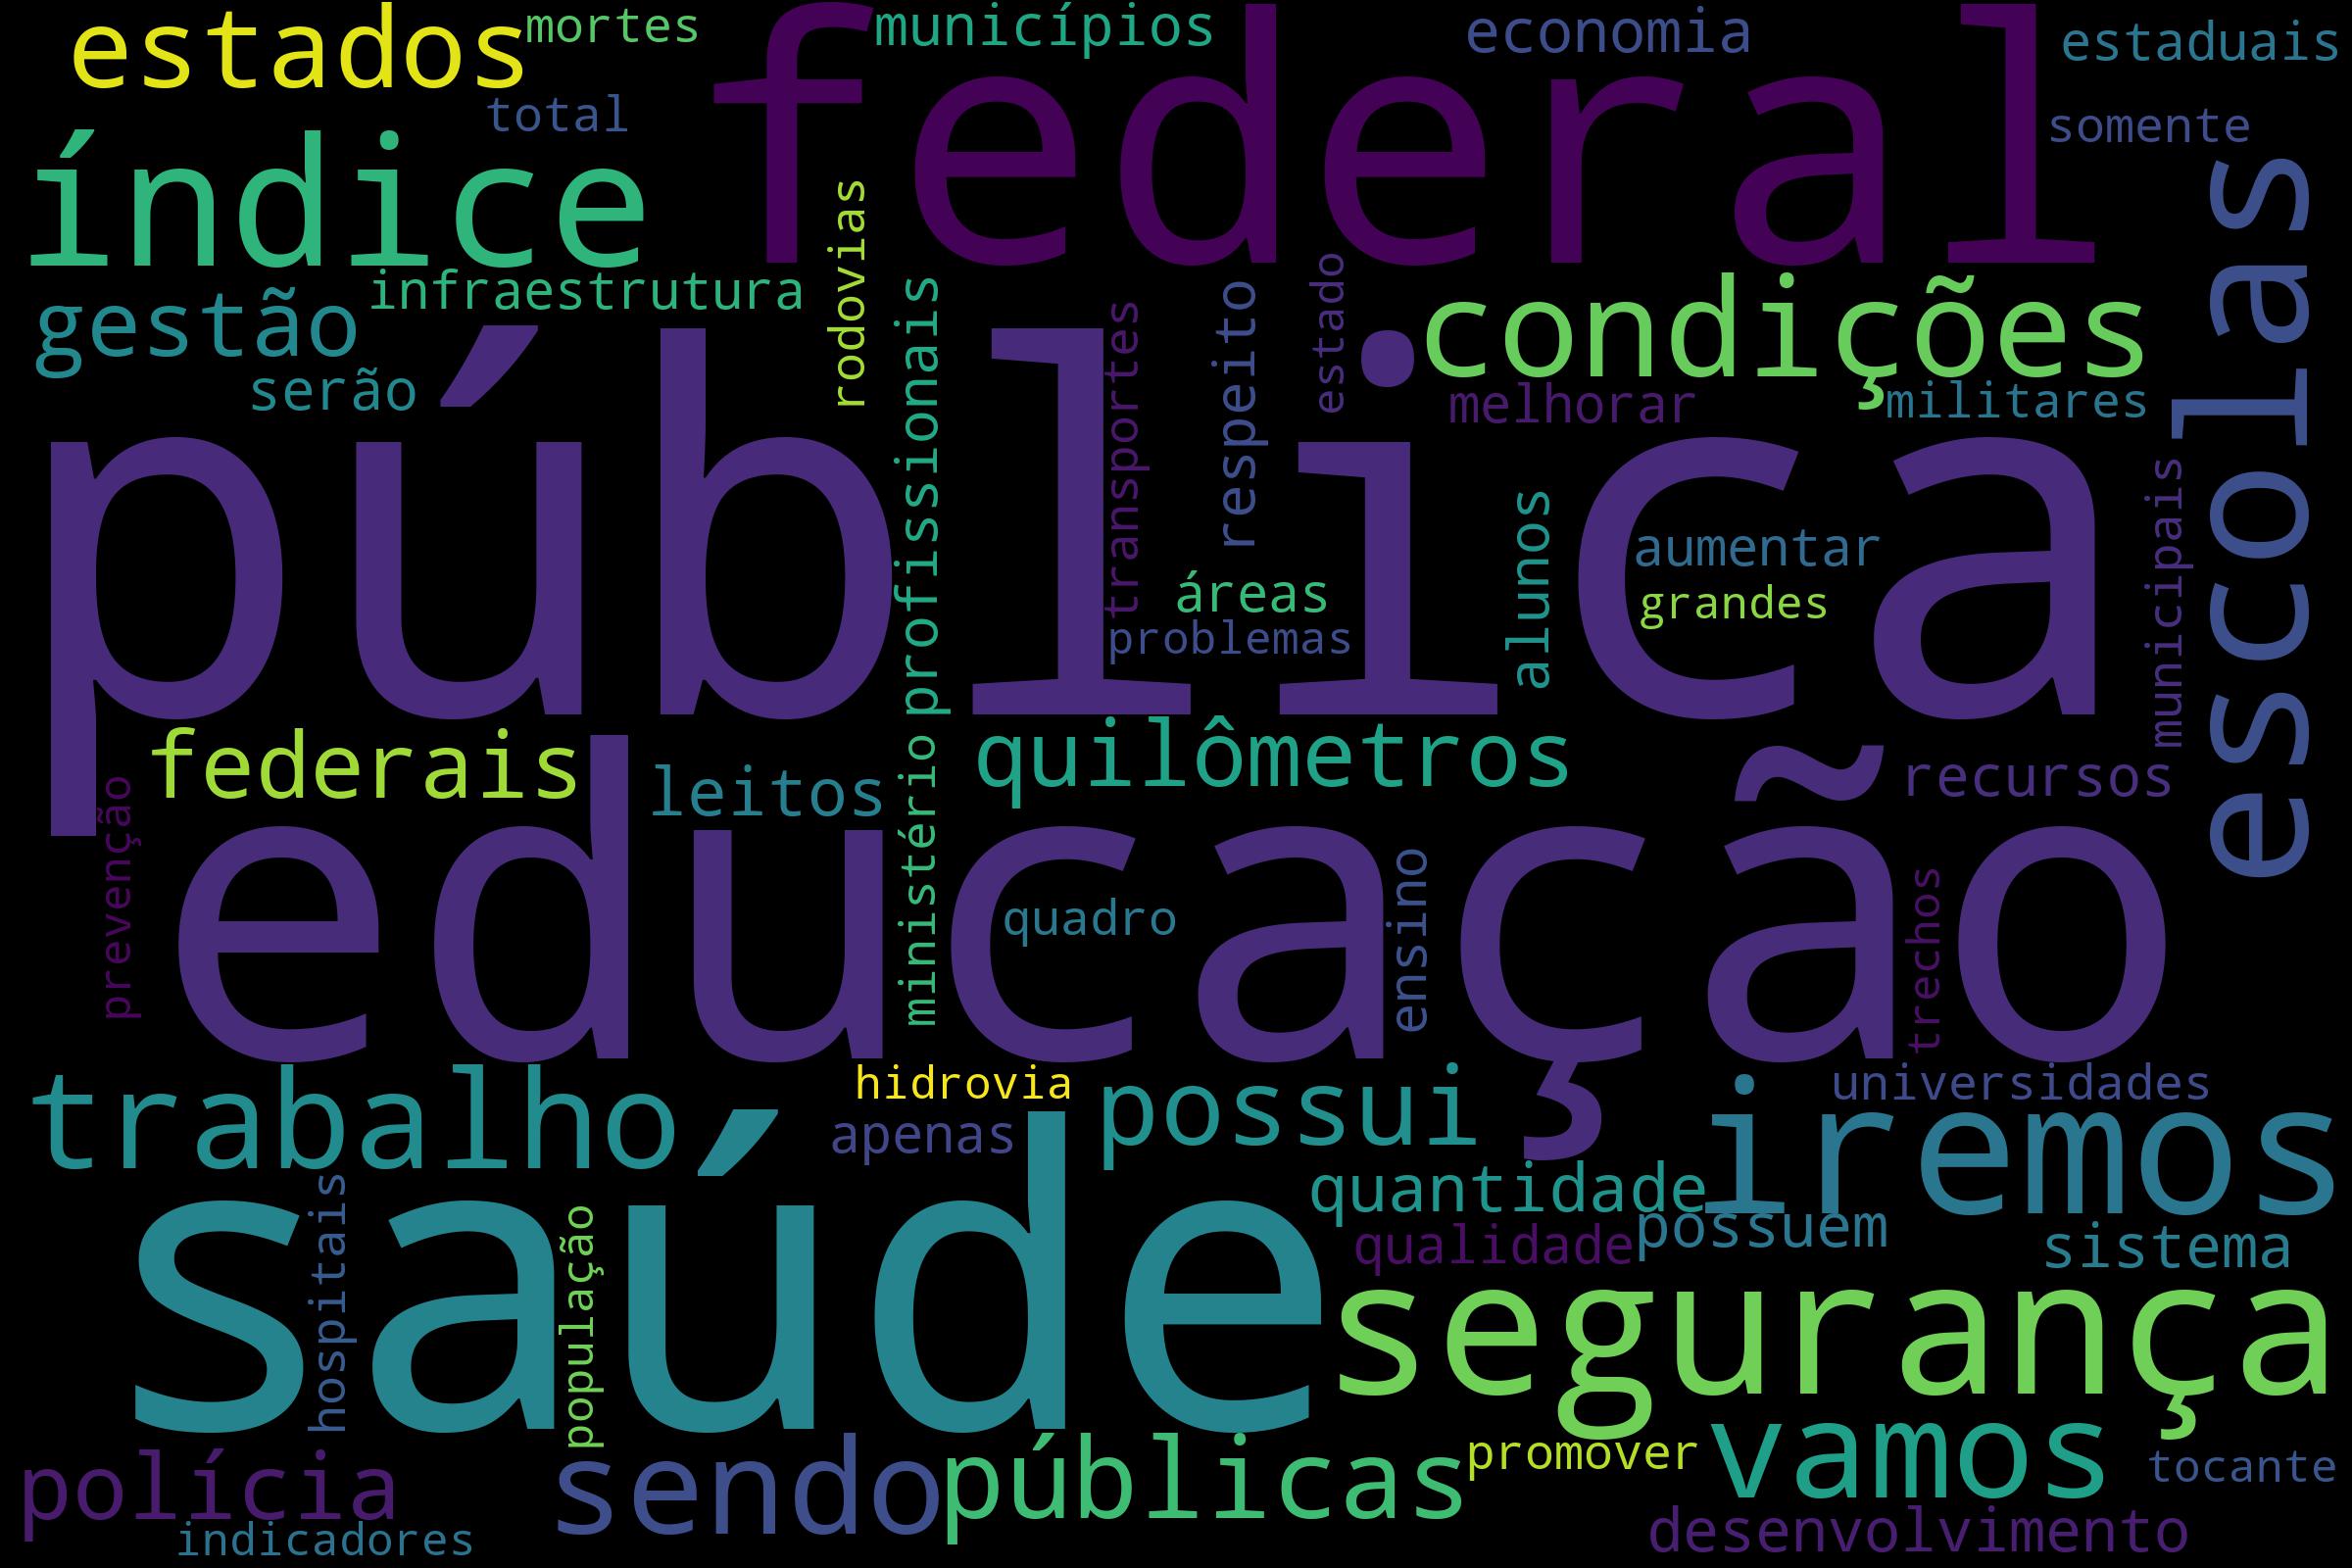 estados
mortes
municípios
economia
estaduais
total
somente
federal
índice
escolas
rodovias
infraestrutura
gestão
serão
profissionais
transportes
respeito
estado
condições
melhorar
militares
pública
municipais
alunos
aumentar
grandes
áreas
problemas
federais
leitos
quilômetros
recursos
prevenção
ministério
educação
quadro
ensino
trechos
trabalho
hidrovia
apenas
possui
universidades
iremos
quantidade
qualidade
possuem
sistema
hospitais
população
saúde
segurança
polícia
indicadores
sendo
públicas
promover
vamos
tocante
desenvolvimento